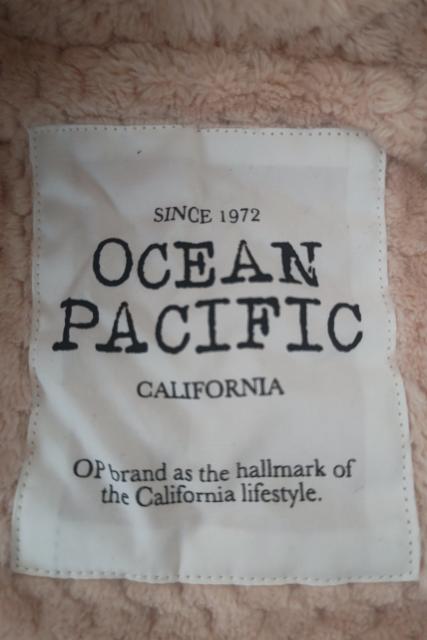 SINCE 1972
OCEAN
PACIFIC
CALIFORNIA
OP brand as the hallmark of
the California lifestyle.